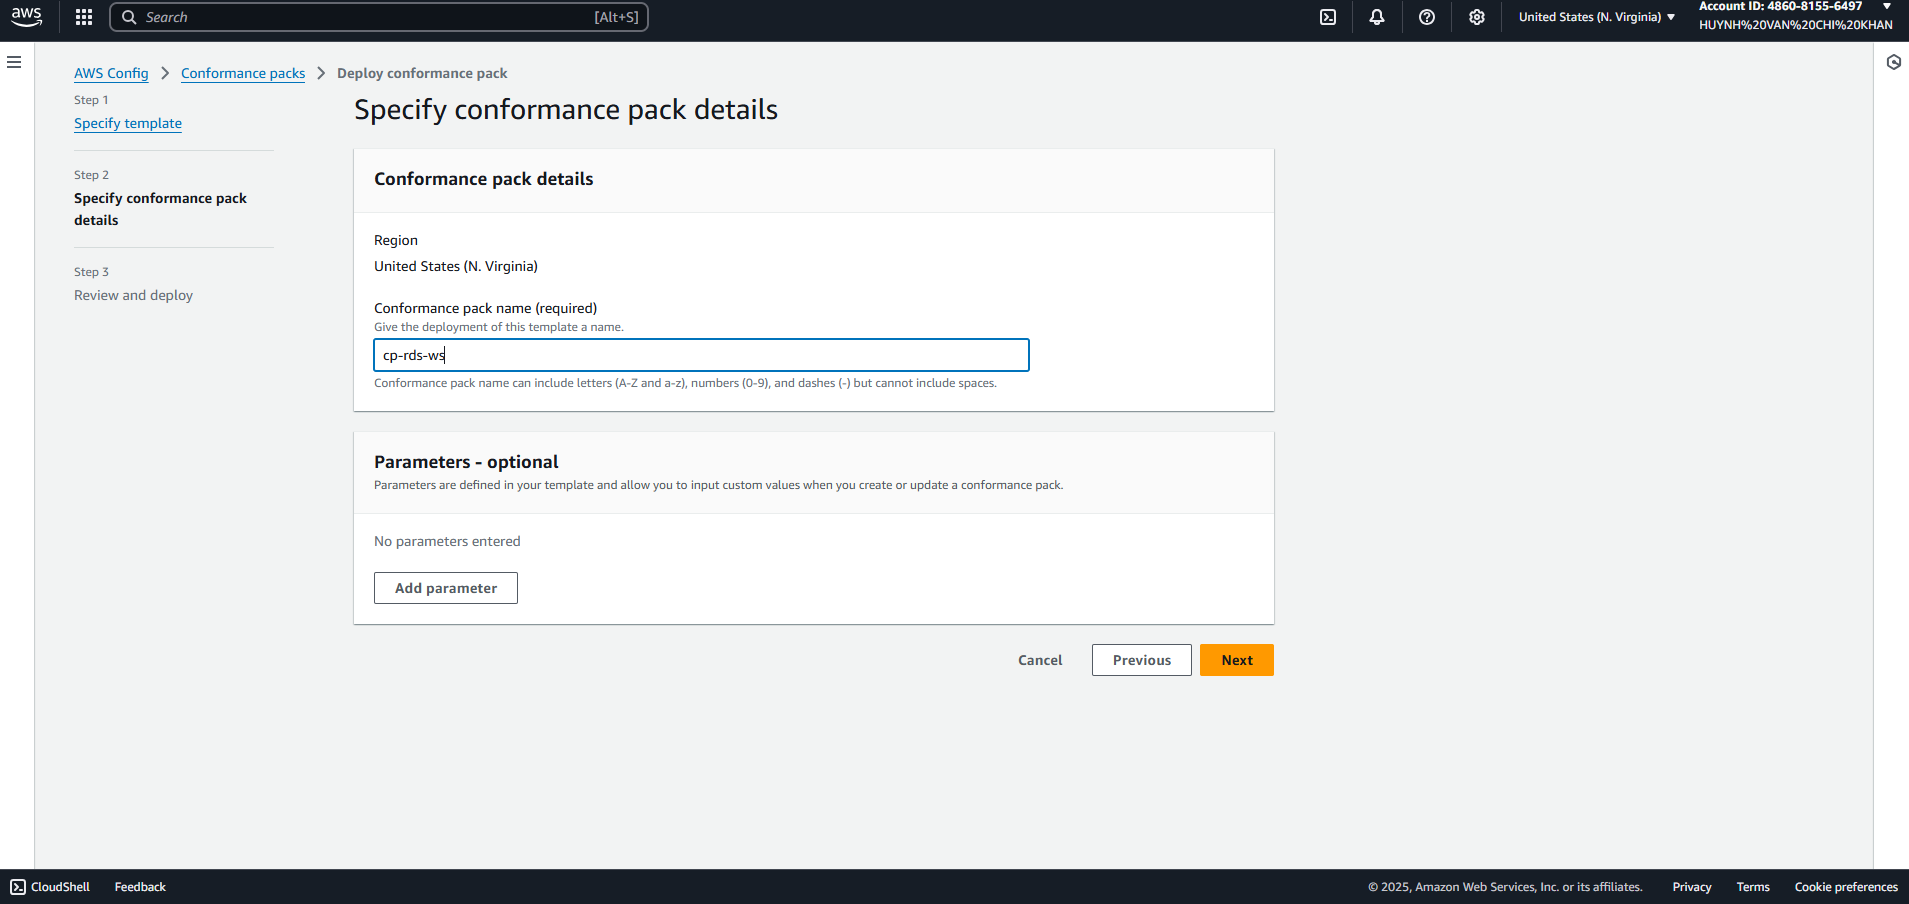 aws
Search
[Alt+S]
United States (N. Virginia)
Account ID: 4860-8155-6497
HUYNH%20VAN%20CHI%20KHAN
AWS Config
Conformance packs
Deploy conformance pack
Step 1
Specify template
Step 2
Specify conformance pack
details
Step 3
Review and deploy
Specify conformance pack details
Conformance pack details
Region
United States (N. Virginia)
Conformance pack name (required)
Give the deployment of this template a name.
cp-rds-ws
Conformance pack name can include letters (A-Z and a-z), numbers (0-9), and dashes (-) but cannot include spaces.
Parameters - optional
Parameters are defined in your template and allow you to input custom values when you create or update a conformance pack.
No parameters entered
Add parameter
Cancel
Previous
Next
CloudShell
Feedback
© 2025, Amazon Web Services, Inc. or its affiliates.
Privacy
Terms
Cookie preferences